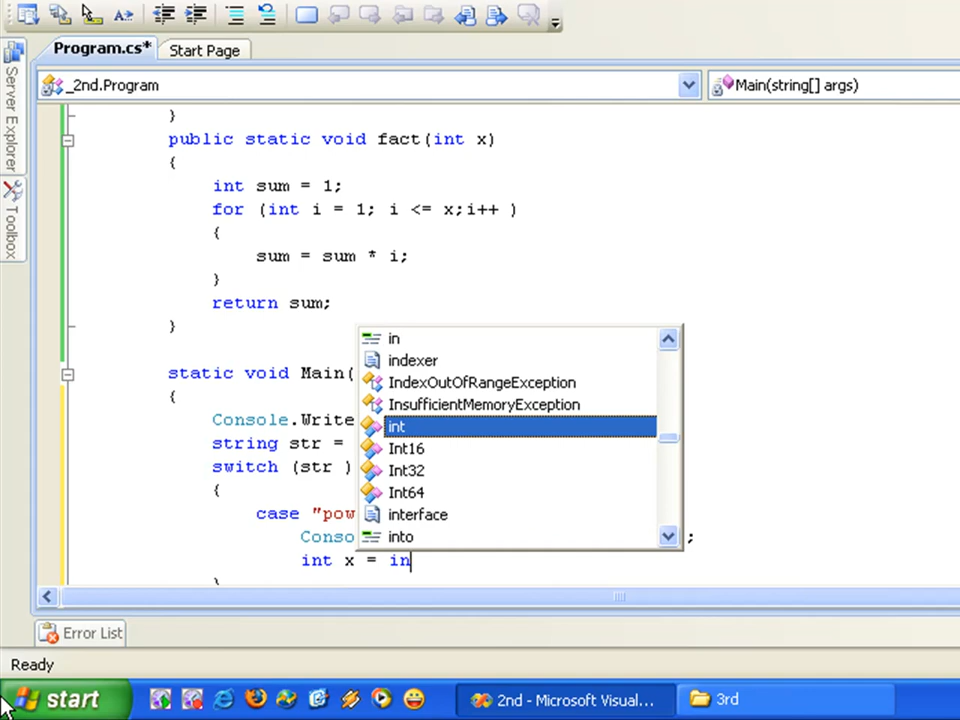 Program.cs* Start Page
_2nd.Program Main(string[] args)
Server Explorer
Toolbox
}
public static void fact(int x)
{
int sum = 1;
for (int i = 1; i <= x;i++ )
{
sum = sum * i;
}
return sum;
}
static void Main(
{
Console.Write
string str =
switch (str )
{
case "pow
Conso ;
int x = in
}
in
indexer
IndexOutOfRangeException
InsufficientMemoryException
int
Int16
Int32
Int64
interface
into
Error List
Ready
start 2nd - Microsoft Visual... 3rd